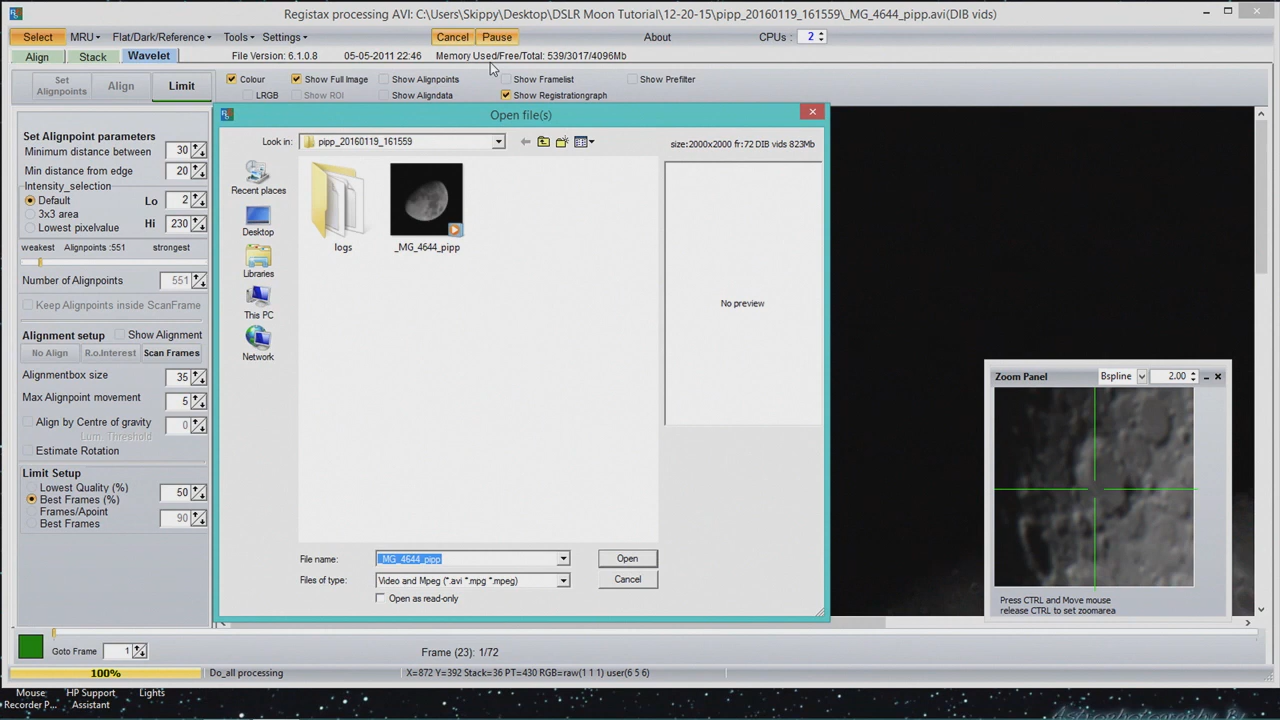 Registax processing AVI: C:\Users\Skippy\Desktop\DSLR Moon Tutorial\12-20-15\pipp_20160119_161559\_MG_4644_pipp.avi(DIB vids)
Select MRU Flat/Dark/Reference Tools Settings Cancel Pause About CPUs: 2
Align Stack Wavelet File Version: 6.1.0.8 05-05-2011 22:46 Memory Used/Free/Total: 539/3017/4096Mb
Set Alignpoints Align Limit
Colour Show Full Image Show Alignpoints Show Framelist Show Prefilter
LRGB Show ROI Show Aligndata Show Registrationgraph
Set Alignpoint parameters
Minimum distance between 30
Min distance from edge 20
Intensity_selection
Default Lo 2
3x3 area
Lowest pixelvalue Hi 230
weakest Alignpoints :551 strongest
Number of Alignpoints 551
Keep Alignpoints inside ScanFrame
Alignment setup Show Alignment
No Align R.o.Interest Scan Frames
Alignmentbox size 35
Max Alignpoint movement 5
Align by Centre of gravity 0
Lum. Threshold
Estimate Rotation
Limit Setup
Lowest Quality (%)
Best Frames (%) 50
Frames/Apoint
Best Frames 90
Open file(s)
Look in: pipp_20160119_161559
size:2000x2000 fr:72 DIB vids 823Mb
Recent places
Desktop
Libraries
This PC
Network
logs
_MG_4644_pipp
No preview
File name: _MG_4644_pipp Open
Files of type: Video and Mpeg (*.avi *.mpg *.mpeg) Cancel
Open as read-only
Zoom Panel Bspline 2.00
Press CTRL and Move mouse
release CTRL to set zoomarea
Goto Frame 1 Frame (23): 1/72
100% Do_all processing X=872 Y=392 Stack=36 PT=430 RGB=raw(1 1 1) user(6 5 6)
Mouse
Recorder P...
HP Support
Assistant
Lights